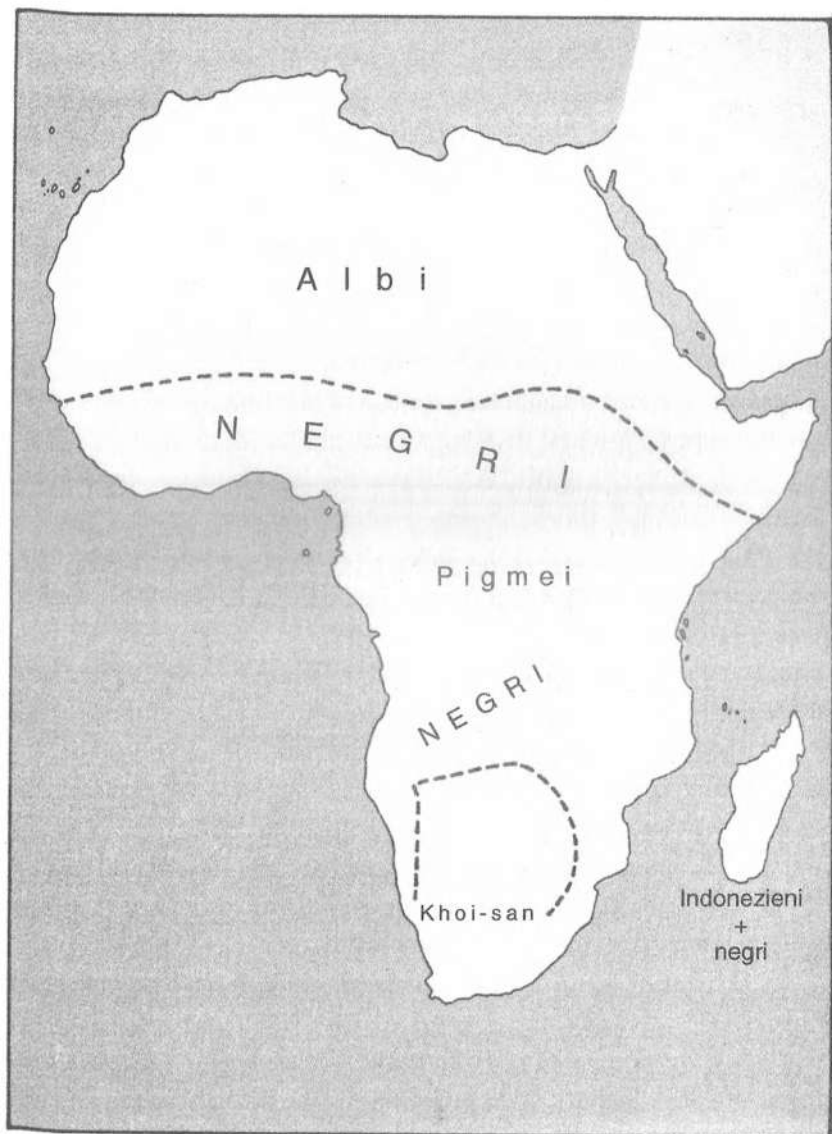 Albi
NEGRI
Pigmei
NEGRI
Khoi-san
Indonezieni
+
negri